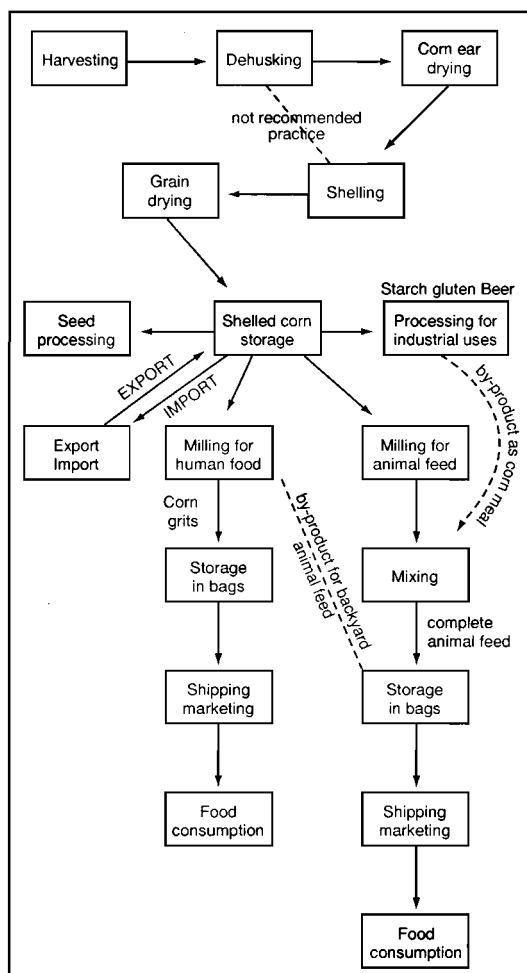 Harvesting
Dehusking
Corn ear
drying
not recommended
practice
Grain
drying
Shelling
Starch gluten Beer
Seed
processing
Shelled corn
storage
Processing for
industrial uses
EXPORT
IMPORT
by-product as corn meal
Export
Import
Milling for
human food
Milling for
animal feed
Corn
grits
by-product for backyard
animal feed
Storage
in bags
Mixing
complete
animal feed
Shipping
marketing
Storage
in bags
Food
consumption
Shipping
marketing
Food
consumption